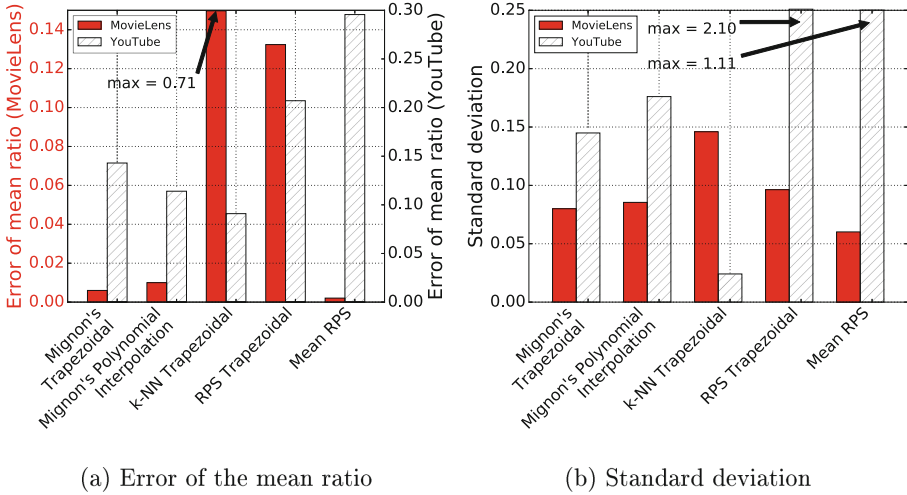 MovieLens
YouTube
max = 0.71
Error of mean ratio (MovieLens)
0.14
0.12
0.10
0.08
0.06
0.04
0.02
0.00
0.30
0.25
0.20
0.15
0.10
0.05
0.00
Error of mean ratio (YouTube)
Mignon's
Trapezoidal
Mignon's Polynomial
Interpolation
k-NN Trapezoidal
RPS Trapezoidal
Mean RPS
(a) Error of the mean ratio
MovieLens
YouTube
max = 2.10
max = 1.11
Standard deviation
0.25
0.20
0.15
0.10
0.05
0.00
Mignon's
Trapezoidal
Mignon's Polynomial
Interpolation
k-NN Trapezoidal
RPS Trapezoidal
Mean RPS
(b) Standard deviation